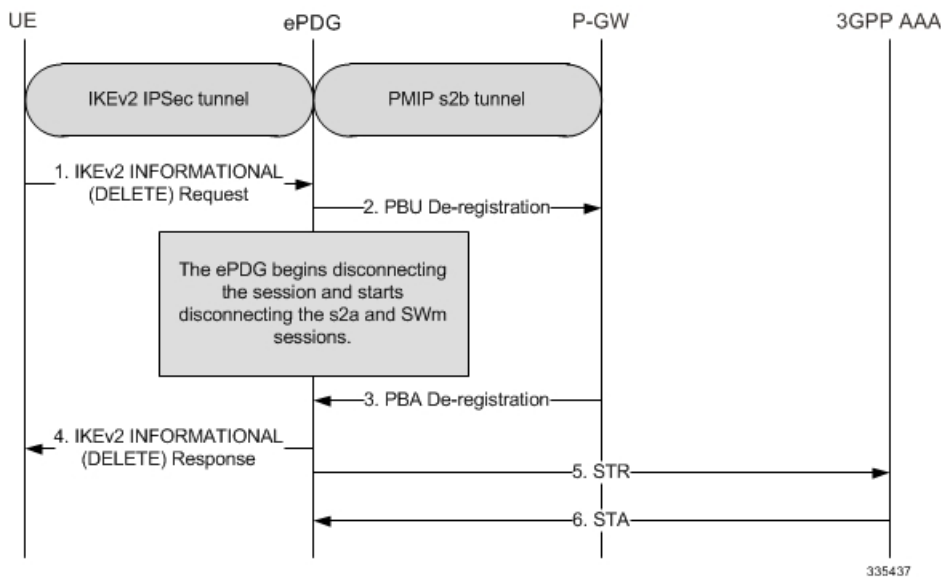 UE
ePDG
P-GW
3GPP AAA
IKEv2 IPSec tunnel
PMIP s2b tunnel
1. IKEv2 INFORMATIONAL
(DELETE) Request
2. PBU De-registration
The ePDG begins disconnecting
the session and starts
disconnecting the s2a and SWm
sessions.
3. PBA De-registration
4. IKEv2 INFORMATIONAL
(DELETE) Response
5. STR
6. STA
335437